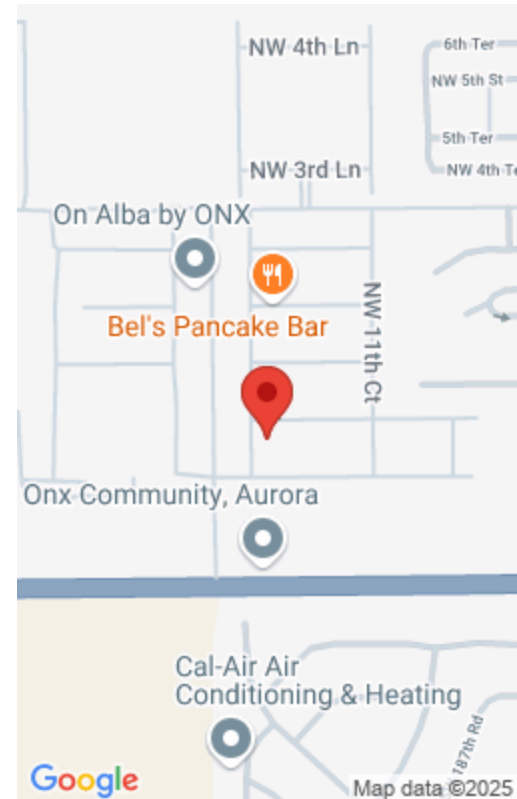 NW 4th Ln
6th Ter
NW 5th St
5th Ter
NW 3rd Ln
NW 4th Te
On Alba by ONX
Bel's Pancake Bar
NW 11th Ct
Onx Community, Aurora
Cal-Air Air
Conditioning & Heating
187th Rd
Google
Map data ©2025